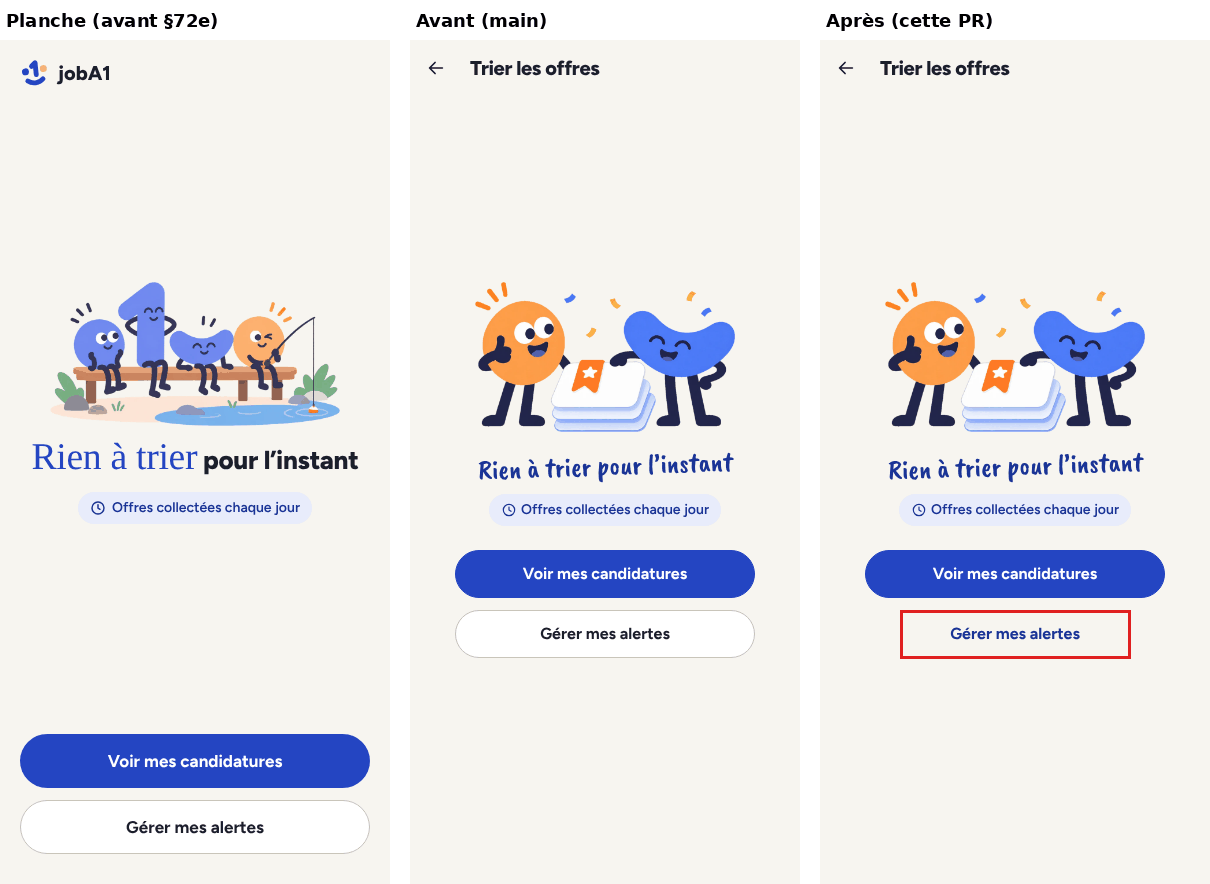 Planche (avant §72e)
jobA1
Rien à trier pour l’instant
Offres collectées chaque jour
Voir mes candidatures
Gérer mes alertes
Avant (main)
Trier les offres
Rien à trier pour l’instant
Offres collectées chaque jour
Voir mes candidatures
Gérer mes alertes
Après (cette PR)
Trier les offres
Rien à trier pour l’instant
Offres collectées chaque jour
Voir mes candidatures
Gérer mes alertes